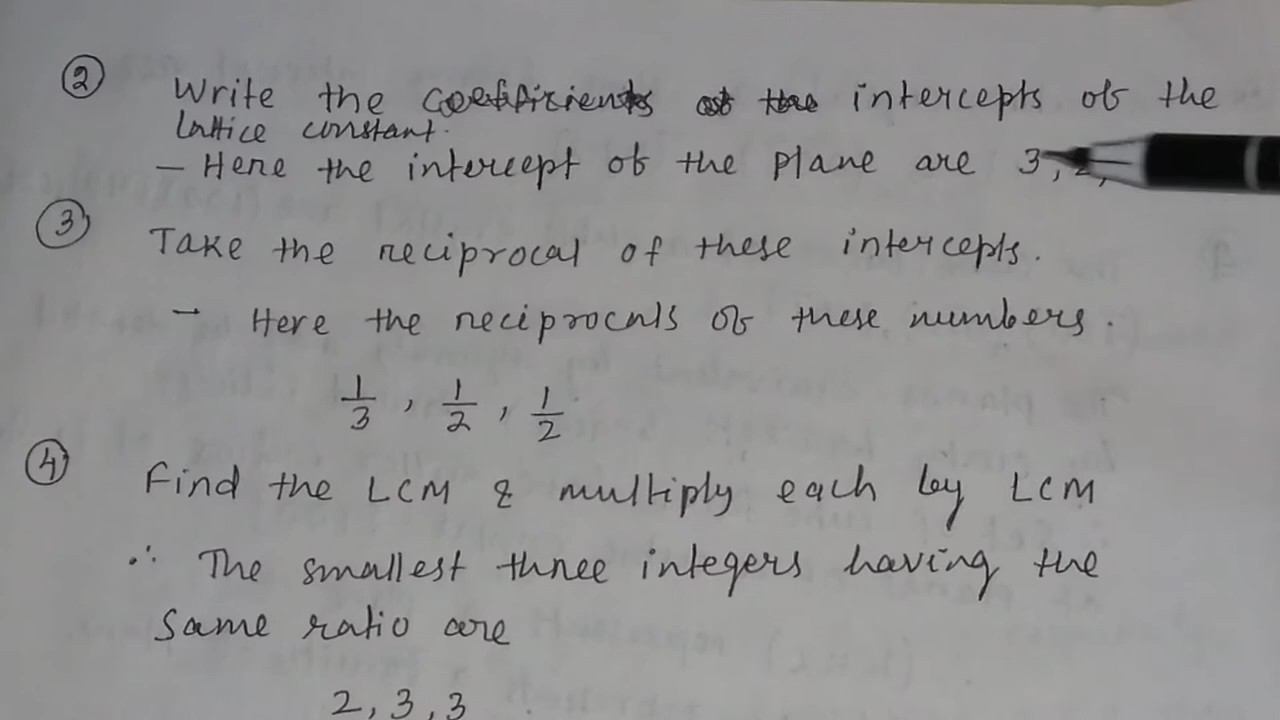 ② Write the coefficients of the intercepts of the
Lattice constant.
– Here the intercept of the plane are 3, 2,
③ Take the reciprocal of these intercepts.
– Here the reciprocals of these numbers.
1/3 , 1/2 , 1/2
④ Find the LCM & multiply each by LCM
∴ The smallest three integers having the
same ratio are
2, 3, 3